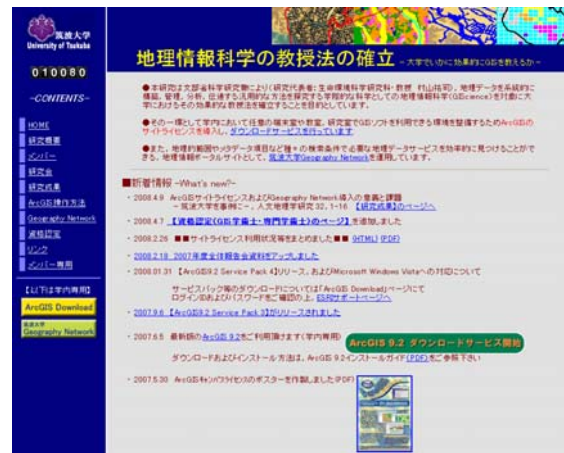 筑波大学
University of Tsukuba
地理情報科学の教授法の確立 -大学でいかに効果的にGISを教えるか-
010080
-CONTENTS-
HOME
研究概要
メンバー
研究会
研究成果
ArcGIS操作方法
Geography Network
資格認定
リンク
メンバー専用
【以下は学内専用】
ArcGIS Download
筑波大学
Geography Network
●本研究は文部省科学研究費により(研究代表者:生命環境科学研究科・教授 村山祐司)、地理データを系統的に
構築、管理、分析、伝達する汎用的な方法を探究する学際的な科学としての地理情報科学(GIScience)を対象に大
学におけるその効果的な教授法を確立することを目的としています。
●その一環として学内において任意の端末室や教室、研究室でGISソフトを利用できる環境を整備するためArcGISの
サイトライセンスを導入し、ダウンロードサービスを行っています
●また、地理的範囲やメタデータ項目など種々の検索条件で必要な地理データサービスを効率的に見つけることがで
きる、地理情報ポータルサイトとして、筑波大学Geography Networkを運用しています。
■新着情報 -What's new?-
・2008.4.9 ArcGISサイトライセンスおよびGeography Network導入の意義と課題
-筑波大学を事例に-, 人文地理学研究 32, 1-16 【研究成果】のページへ
・2008.4.7 【資格認定(GIS学士・専門学士)のページ】を追加しました
・2008.2.26 ■■サイトライセンス利用状況等をまとめました■■ (HTML) (PDF)
・2008.2.18 2007年度全体報告会資料をアップしました
・2008.01.31 【ArcGIS9.2 Service Pack 4】リリース、およびMicrosoft Windows Vistaへの対応について
サービスパック等のダウンロードについては「ArcGIS Download」ページにて
ログインIDおよびパスワードをご確認の上、ESRIサポートページへ
・2007.9.6 【ArcGIS9.2 Service Pack 3】がリリースされました
・2007.6.5 最新版のArcGIS 9.2をご利用頂けます(学内専用) ArcGIS 9.2 ダウンロードサービス開始
ダウンロードおよびインストール方法は、ArcGIS 9.2インストールガイド(PDF)をご参照下さい
・2007.5.30 ArcGISキャンパスライセンスのポスターを作製しました(PDF)